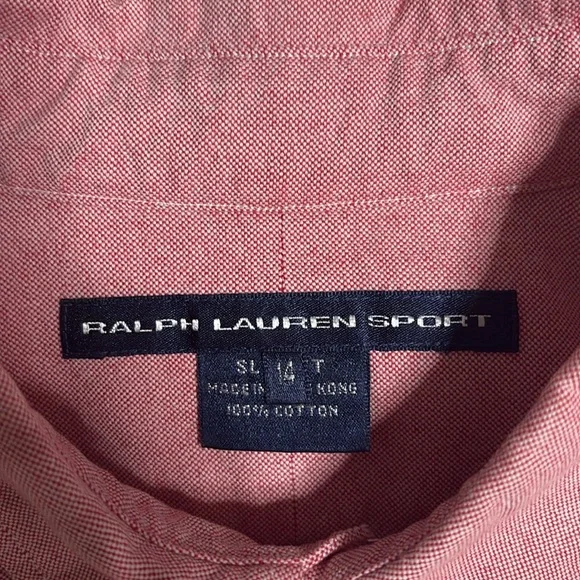 RALPH LAUREN SPORT
SL 14 T
MADE IN KONG
100% COTTON